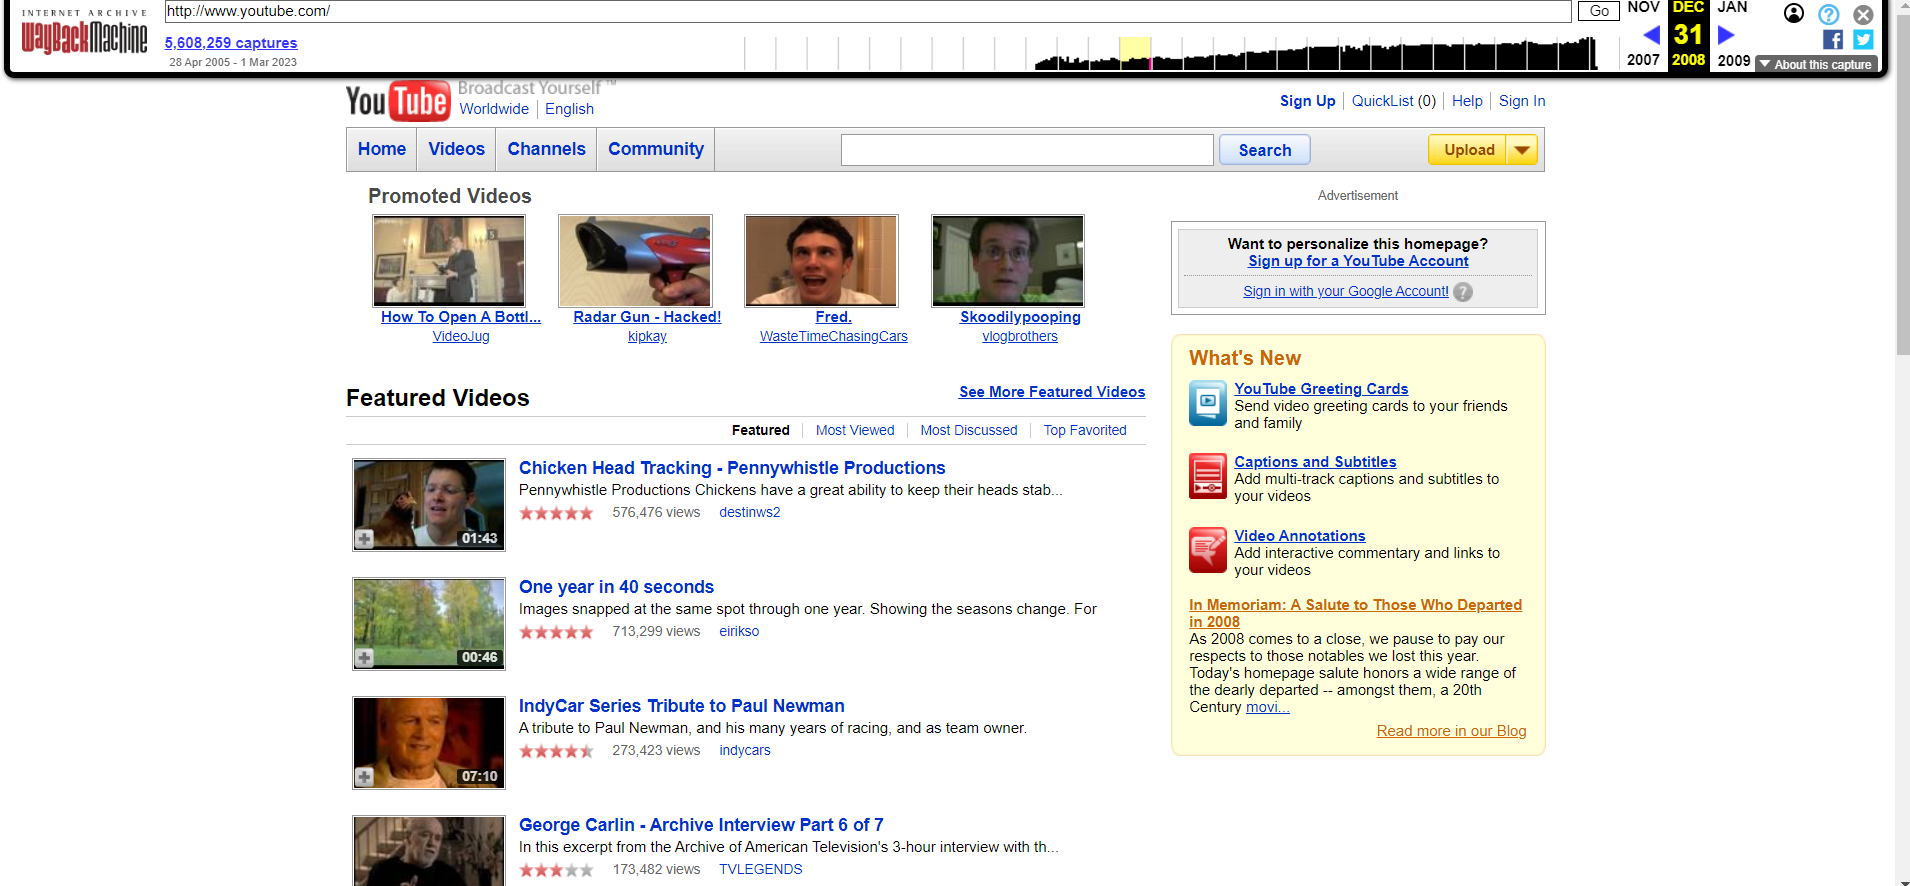 INTERNET ARCHIVE
WayBackMachine
http://www.youtube.com/
Go
5,608,259 captures
28 Apr 2005 - 1 Mar 2023
NOV DEC JAN
31
2007 2008 2009
About this capture
YouTube
Broadcast Yourself ™
Worldwide English
Sign Up QuickList (0) Help Sign In
Home Videos Channels Community
Search
Upload
Promoted Videos
How To Open A Bottl...
VideoJug
Radar Gun - Hacked!
kipkay
Fred.
WasteTimeChasingCars
Skoodilypooping
vlogbrothers
Featured Videos
See More Featured Videos
Featured Most Viewed Most Discussed Top Favorited
Chicken Head Tracking - Pennywhistle Productions
Pennywhistle Productions Chickens have a great ability to keep their heads stab...
01:43
576,476 views destinws2
One year in 40 seconds
Images snapped at the same spot through one year. Showing the seasons change. For
00:46
713,299 views eirikso
IndyCar Series Tribute to Paul Newman
A tribute to Paul Newman, and his many years of racing, and as team owner.
07:10
273,423 views indycars
George Carlin - Archive Interview Part 6 of 7
In this excerpt from the Archive of American Television's 3-hour interview with th...
173,482 views TVLEGENDS
Advertisement
Want to personalize this homepage?
Sign up for a YouTube Account
Sign in with your Google Account! ?
What's New
YouTube Greeting Cards
Send video greeting cards to your friends
and family
Captions and Subtitles
Add multi-track captions and subtitles to
your videos
Video Annotations
Add interactive commentary and links to
your videos
In Memoriam: A Salute to Those Who Departed
in 2008
As 2008 comes to a close, we pause to pay our
respects to those notables we lost this year.
Today's homepage salute honors a wide range of
the dearly departed -- amongst them, a 20th
Century movi...
Read more in our Blog